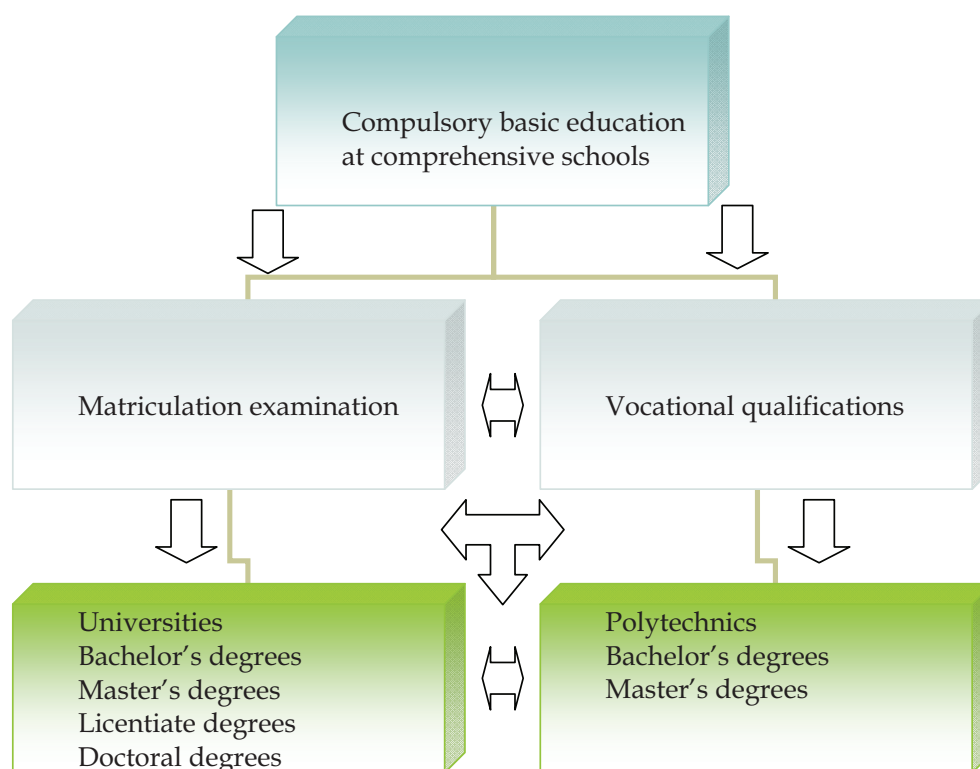 Compulsory basic education
at comprehensive schools
Matriculation examination
Vocational qualifications
Universities
Bachelor's degrees
Master's degrees
Licentiate degrees
Doctoral degrees
Polytechnics
Bachelor's degrees
Master's degrees